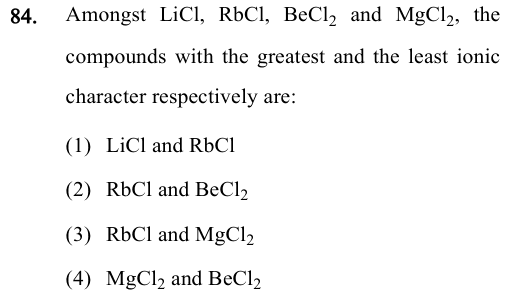 84. Amongst LiCl, RbCl, BeCl₂ and MgCl₂, the
compounds with the greatest and the least ionic
character respectively are:
(1) LiCl and RbCl
(2) RbCl and BeCl₂
(3) RbCl and MgCl₂
(4) MgCl₂ and BeCl₂